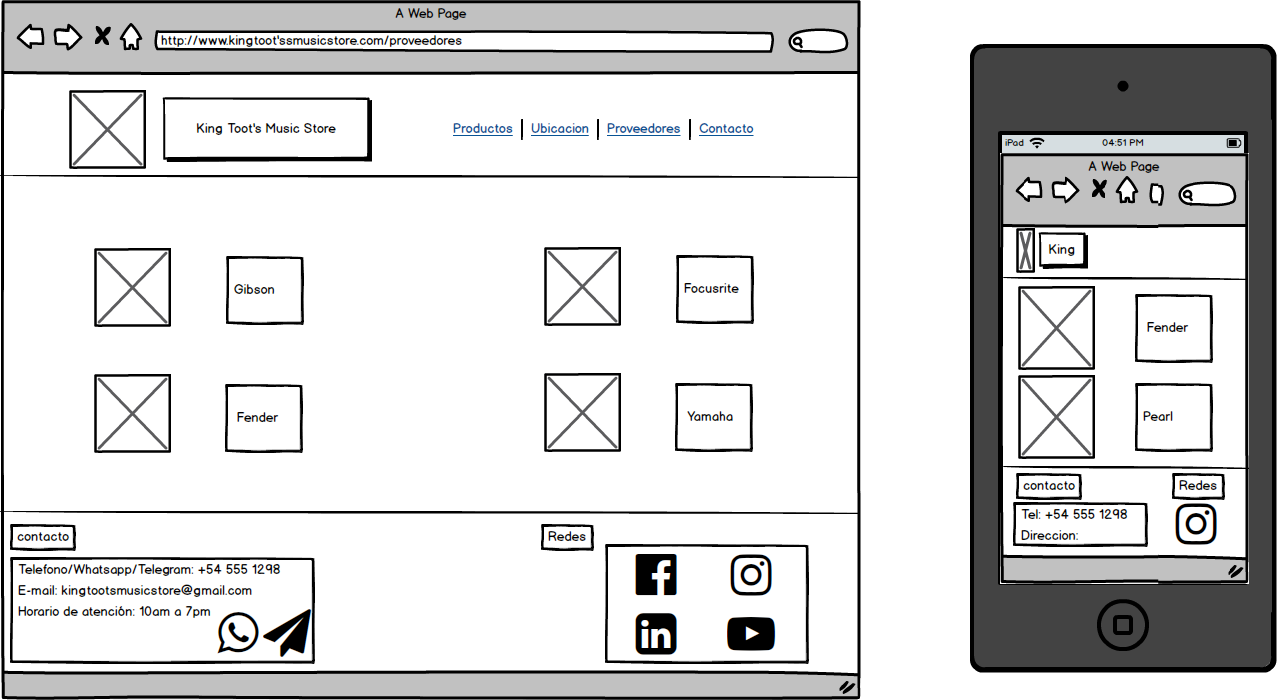 A Web Page
http://www.kingtoot'ssmusicstore.com/proveedores
King Toot's Music Store
Productos Ubicacion Proveedores Contacto
Gibson
Focusrite
Fender
Yamaha
contacto
Telefono/Whatsapp/Telegram: +54 555 1298
E-mail: kingtootsmusicstore@gmail.com
Horario de atención: 10am a 7pm
Redes
iPad 04:51 PM
A Web Page
King
Fender
Pearl
contacto
Redes
Tel: +54 555 1298
Direccion: